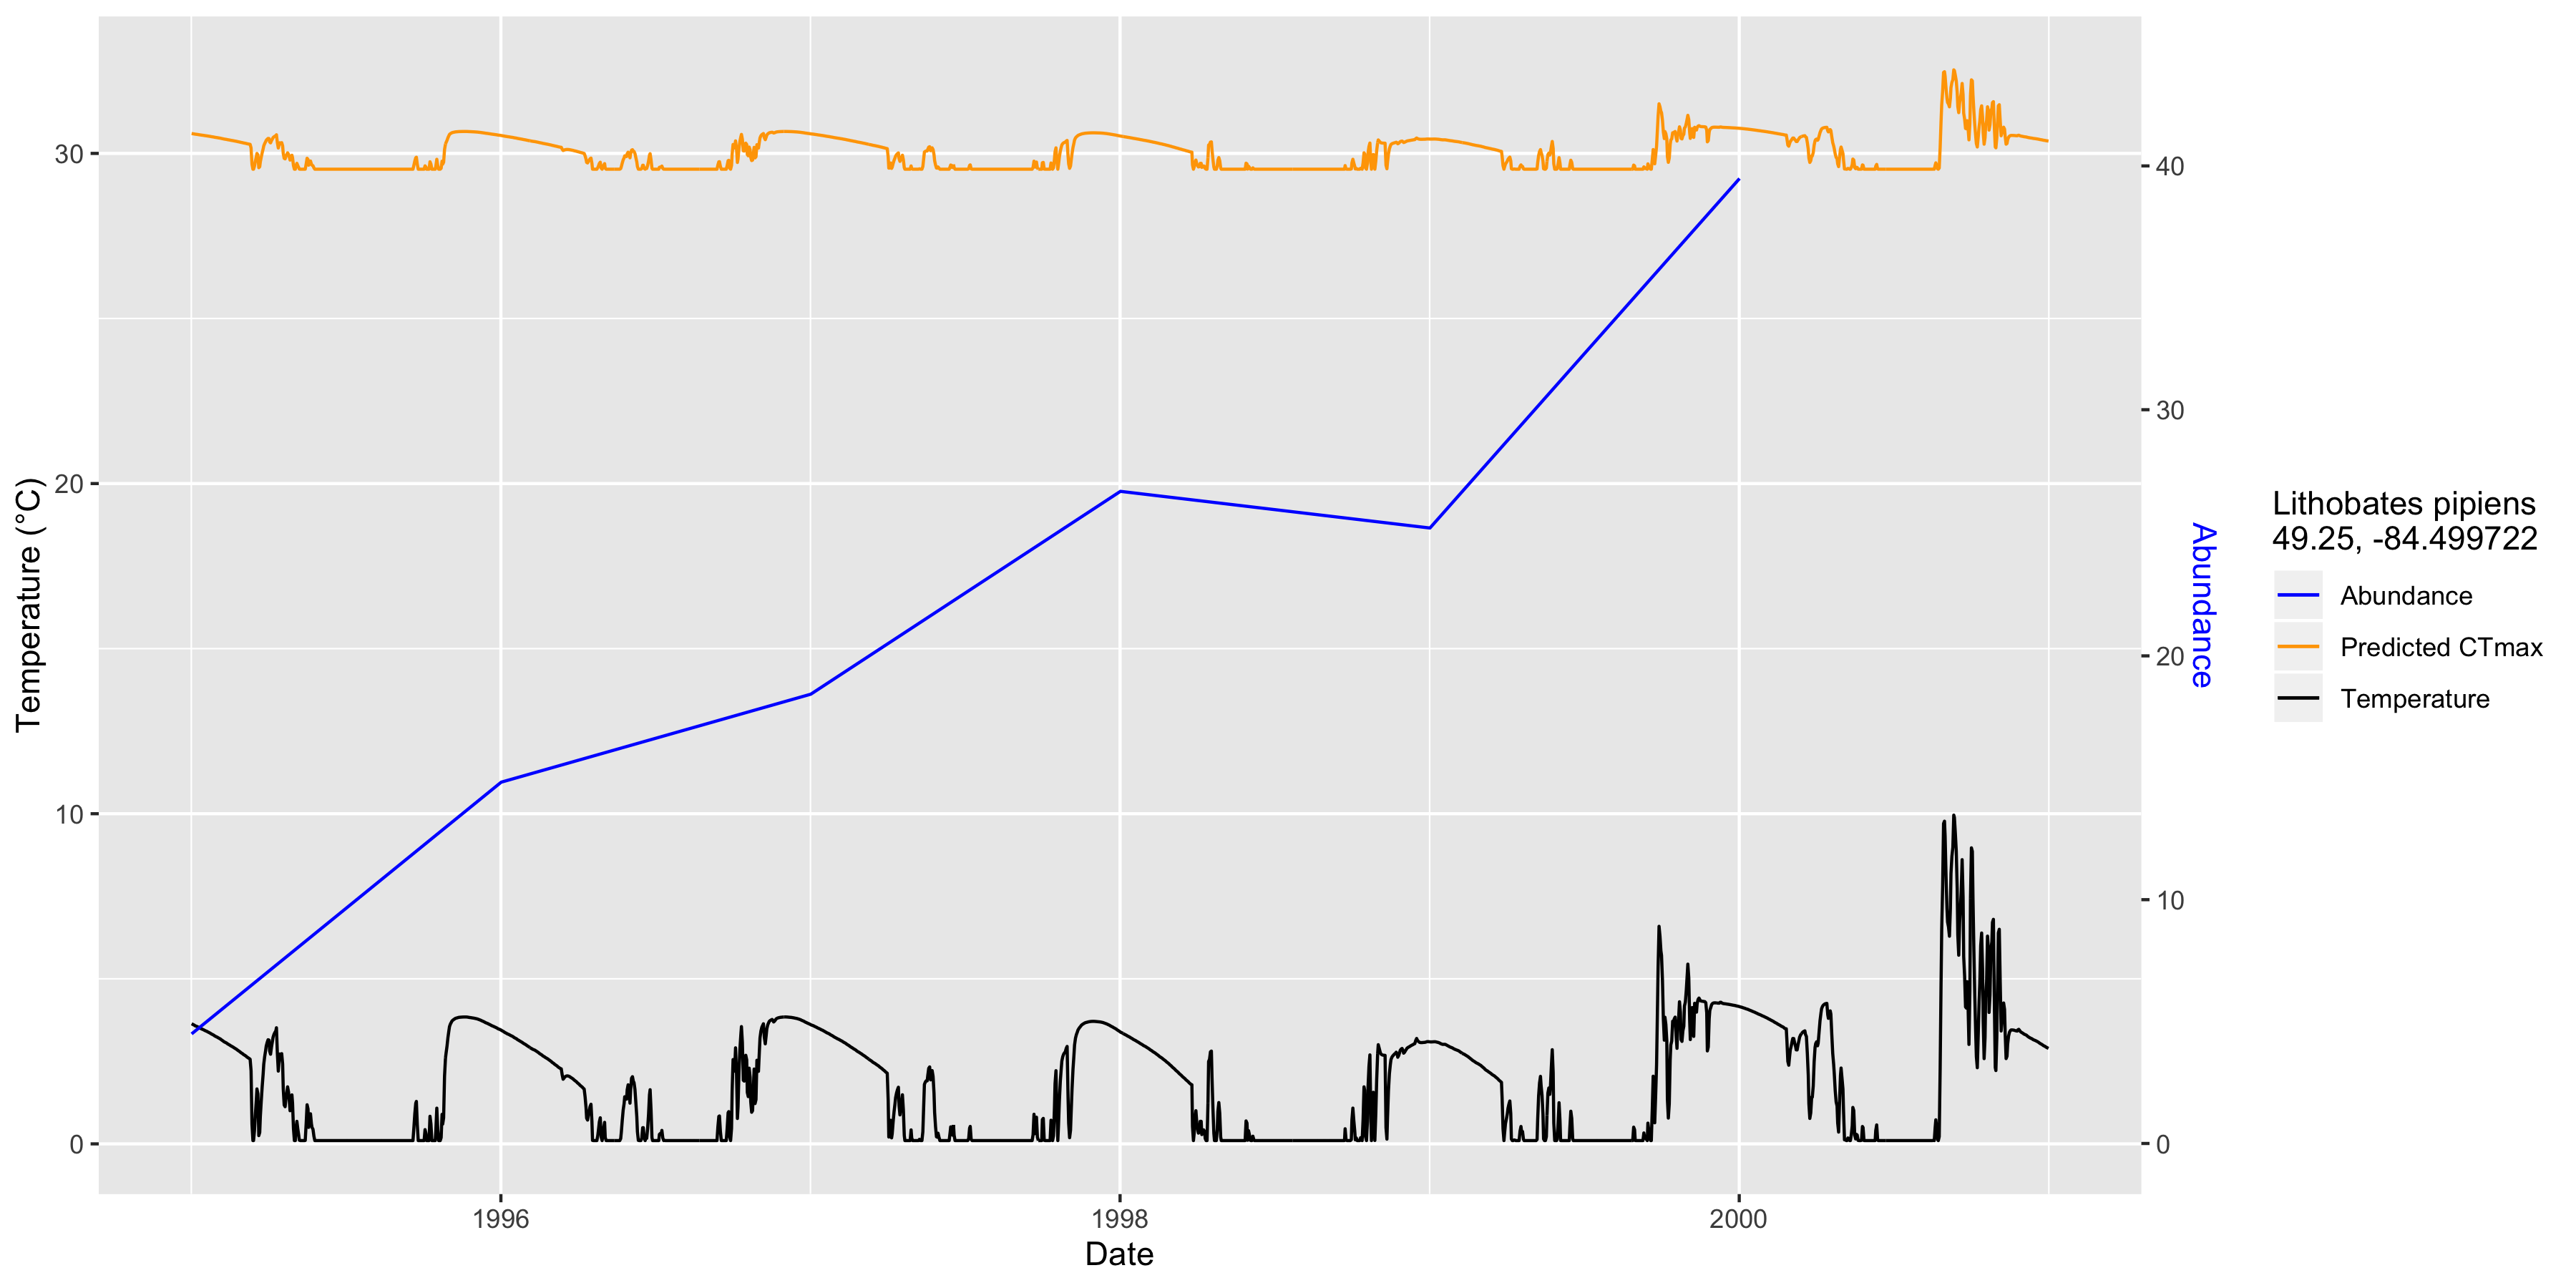 30
20
10
0
Temperature (°C)
1996
1998
2000
Date
40
30
20
10
0
Abundance
Lithobates pipiens
49.25, -84.499722
Abundance
Predicted CTmax
Temperature